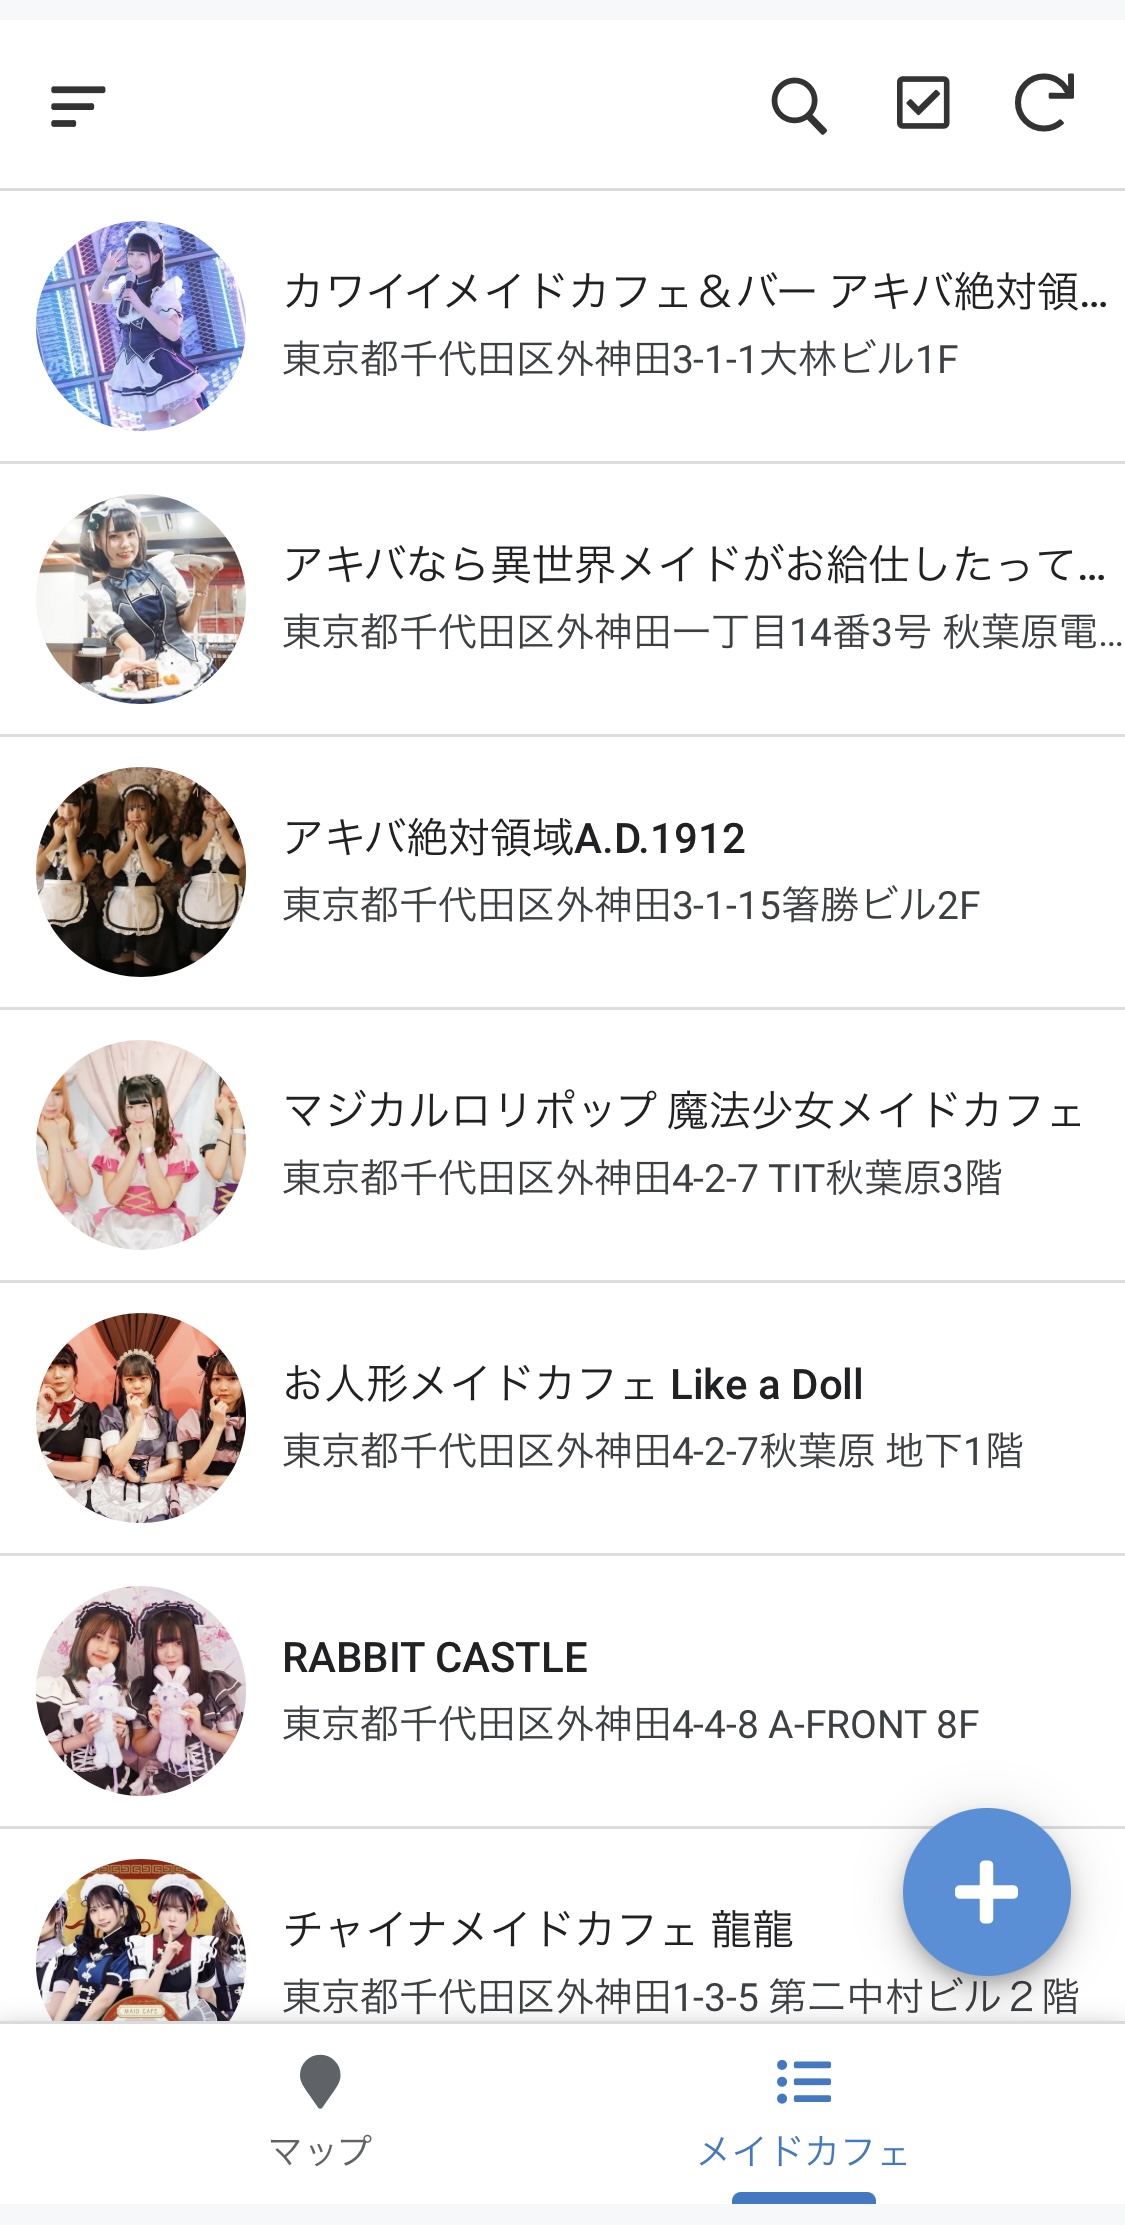 カワイイメイドカフェ＆バー アキバ絶対領...
東京都千代田区外神田3-1-1大林ビル1F
アキバなら異世界メイドがお給仕したって...
東京都千代田区外神田一丁目14番3号 秋葉原電...
アキバ絶対領域A.D.1912
東京都千代田区外神田3-1-15箸勝ビル2F
マジカルロリポップ 魔法少女メイドカフェ
東京都千代田区外神田4-2-7 TIT秋葉原3階
お人形メイドカフェ Like a Doll
東京都千代田区外神田4-2-7秋葉原 地下1階
RABBIT CASTLE
東京都千代田区外神田4-4-8 A-FRONT 8F
チャイナメイドカフェ 龍龍
東京都千代田区外神田1-3-5 第二中村ビル２階
MAID CAFE
マップ
メイドカフェ